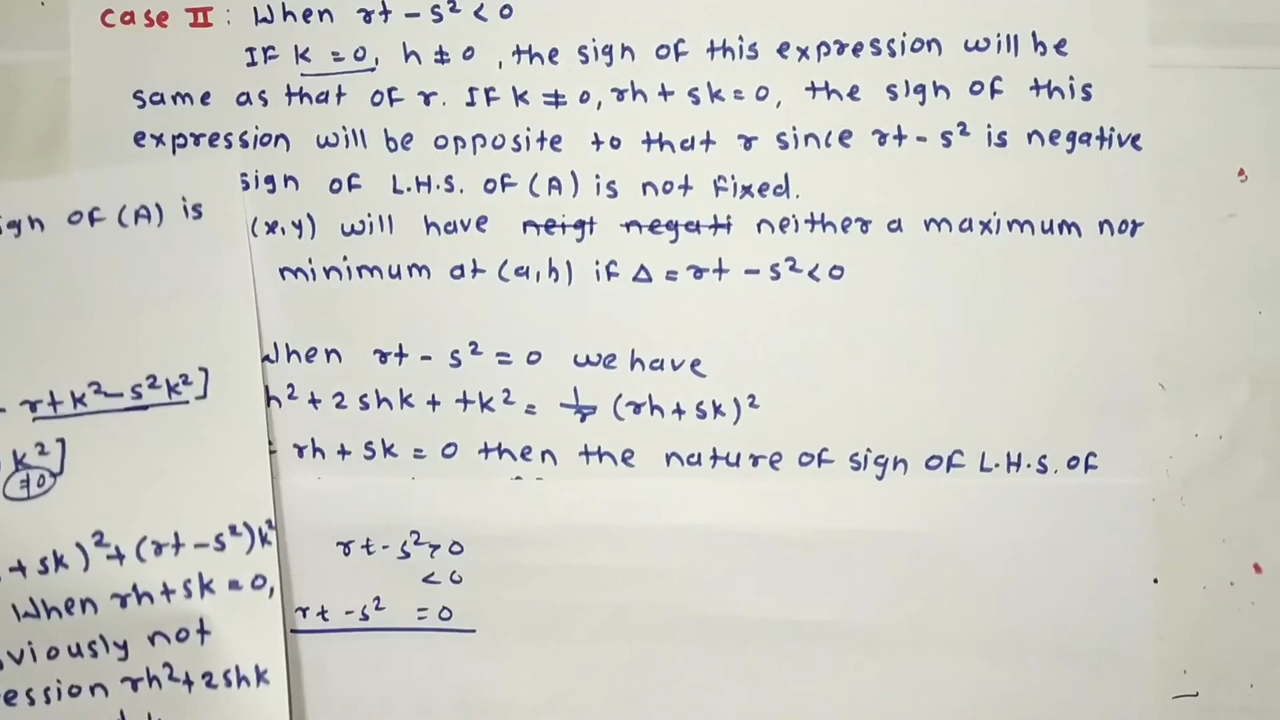 Case II : When rt - s² < 0
IF k = 0, h ≠ 0, the sign of this expression will be
same as that of r. IF k ≠ 0, rh + sk = 0, the sign of this
expression will be opposite to that r since rt - s² is negative
sign of L.H.S. of (A) is not fixed.
(x,y) will have neigt negati neither a maximum nor
minimum at (a,b) if Δ = rt - s² < 0
When rt - s² = 0 we have
h² + 2shk + tk² = 1/r (rh + sk)²
rh + sk = 0 then the nature of sign of L.H.S. of
rt - s² > 0
< 0
rt - s² = 0
ign of (A) is
- rtk² - s²k²]
k²]
≠0
+ sk)² + (rt - s²)k²
When rh + sk = 0,
viously not
ession rh² + 2shk